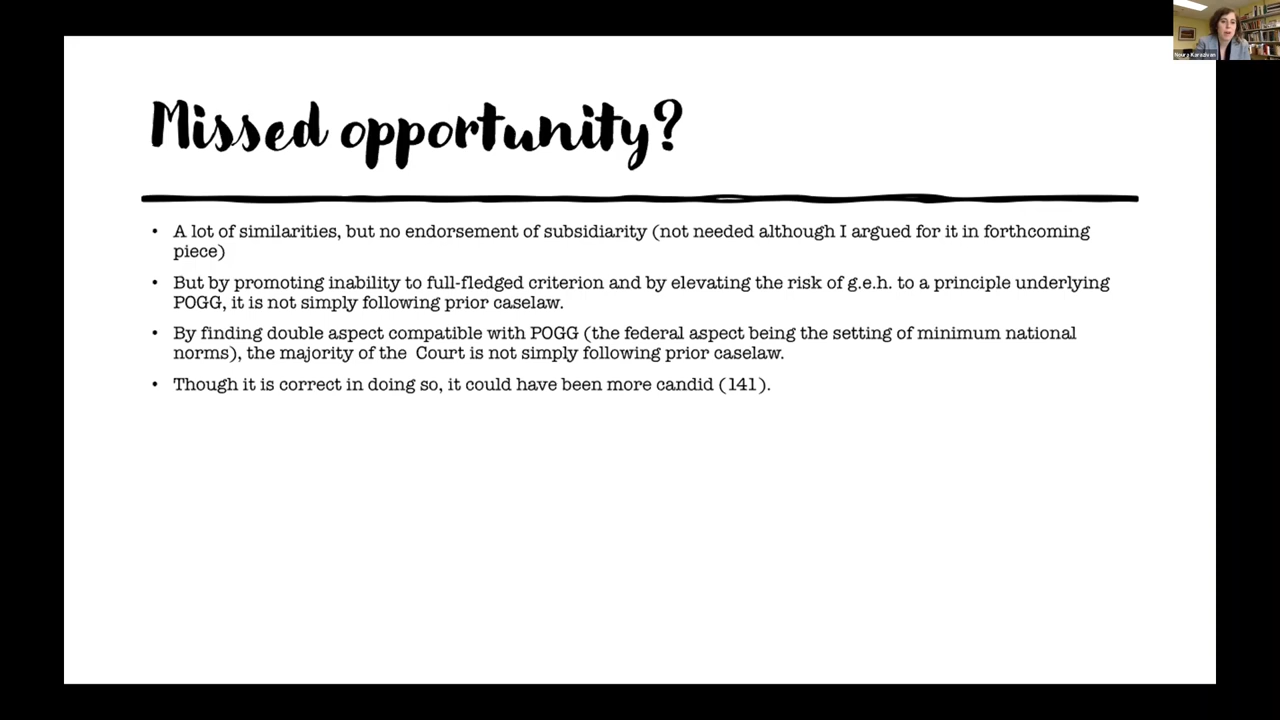 Noura Karazivan
Missed opportunity?
• A lot of similarities, but no endorsement of subsidiarity (not needed although I argued for it in forthcoming
piece)
• But by promoting inability to full-fledged criterion and by elevating the risk of g.e.h. to a principle underlying
POGG, it is not simply following prior caselaw.
• By finding double aspect compatible with POGG (the federal aspect being the setting of minimum national
norms), the majority of the Court is not simply following prior caselaw.
• Though it is correct in doing so, it could have been more candid (141).